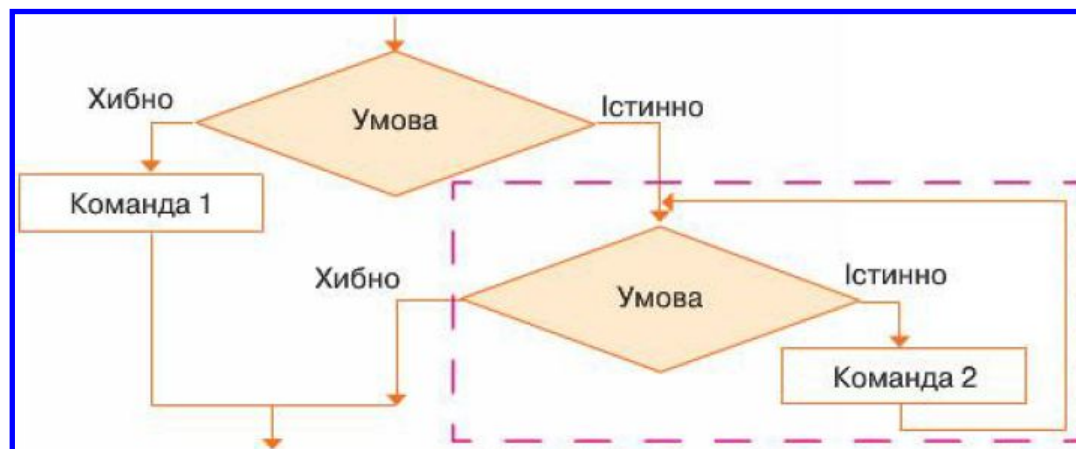 Хибно
Умова
Істинно
Команда 1
Хибно
Умова
Істинно
Команда 2